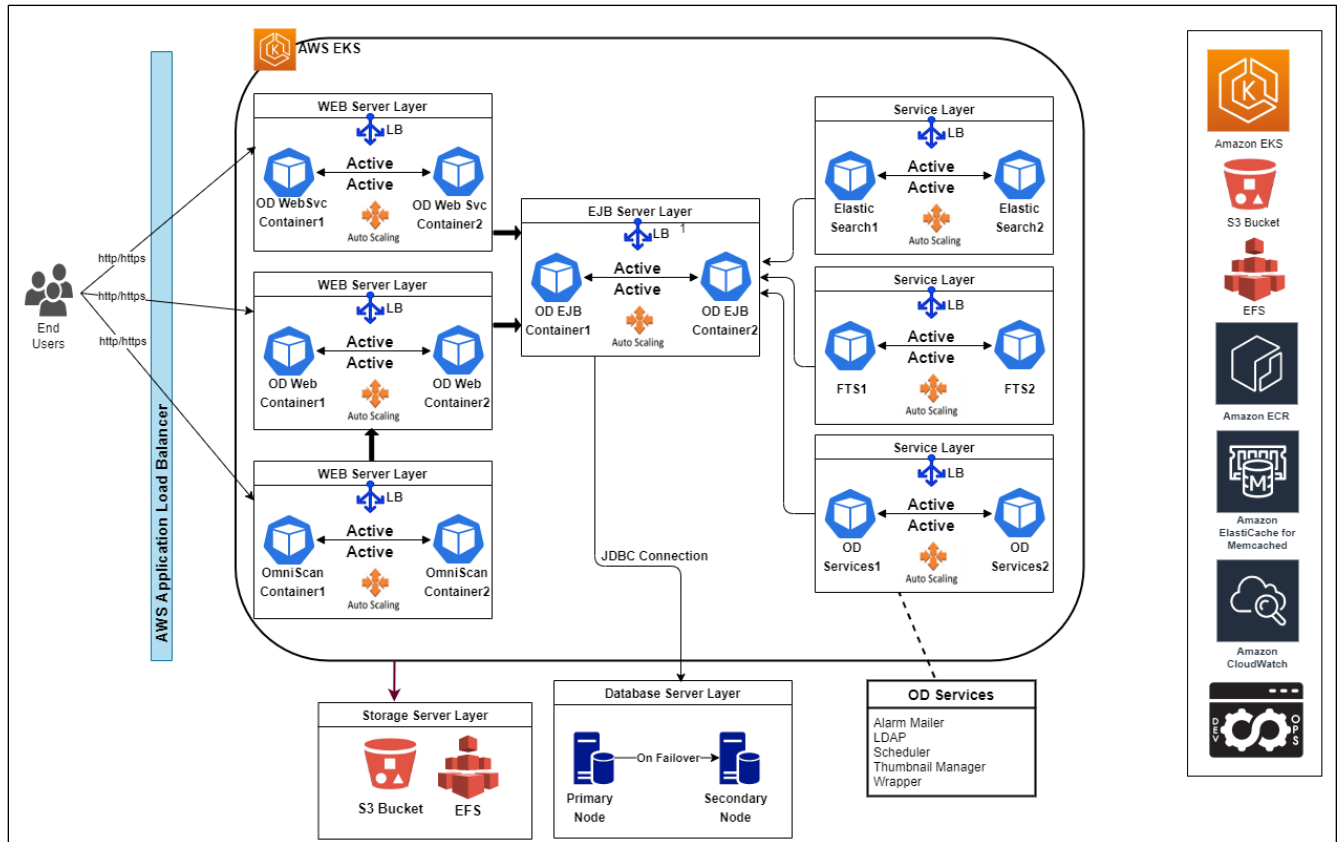 AWS EKS
WEB Server Layer
LB
Active
Active
OD WebSvc
Container1
OD Web Svc
Container2
Auto Scaling
WEB Server Layer
LB
Active
Active
OD Web
Container1
OD Web
Container2
Auto Scaling
WEB Server Layer
LB
Active
Active
OmniScan
Container1
OmniScan
Container2
Auto Scaling
http/https
http/https
http/https
End
Users
AWS Application Load Balancer
EJB Server Layer
LB
1
Active
Active
OD EJB
Container1
OD EJB
Container2
Auto Scaling
JDBC Connection
Service Layer
LB
Active
Active
Elastic
Search1
Elastic
Search2
Auto Scaling
Service Layer
LB
Active
Active
FTS1
FTS2
Auto Scaling
Service Layer
LB
Active
Active
OD
Services1
OD
Services2
Auto Scaling
Storage Server Layer
S3 Bucket
EFS
Database Server Layer
On Failover
Primary
Node
Secondary
Node
OD Services
Alarm Mailer
LDAP
Scheduler
Thumbnail Manager
Wrapper
K
Amazon EKS
S3 Bucket
EFS
Amazon ECR
M
Amazon
ElastiCache for
Memcached
Amazon
CloudWatch
DEV
OPS